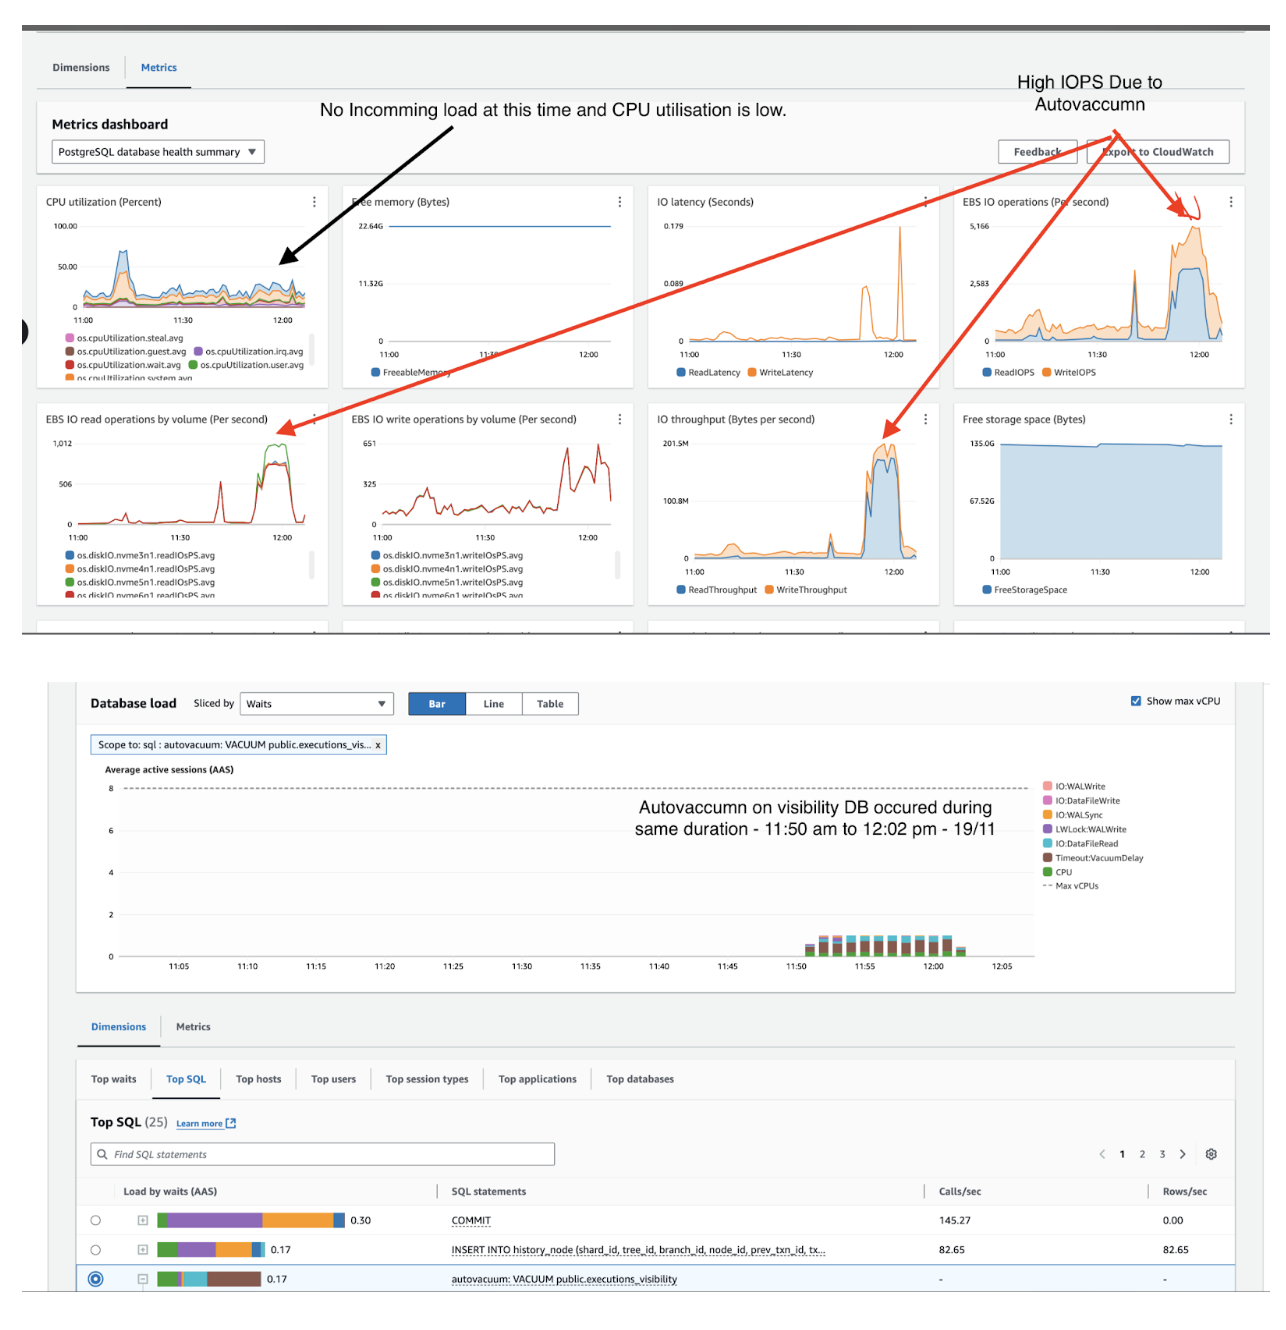 Dimensions
Metrics
High IOPS Due to
Autovaccumn
No Incomming load at this time and CPU utilisation is low.
Metrics dashboard
PostgreSQL database health summary
Feedback
Export to CloudWatch
CPU utilization (Percent)
100.00
50.00
0
11:00 11:30 12:00
os.cpuUtilization.steal.avg
os.cpuUtilization.guest.avg os.cpuUtilization.irq.avg
os.cpuUtilization.wait.avg os.cpuUtilization.user.avg
os.cpuUtilization.system.avg
Free memory (Bytes)
22.64G
11.32G
0
11:00 11:30 12:00
FreeableMemory
IO latency (Seconds)
0.179
0.089
0
11:00 11:30 12:00
ReadLatency WriteLatency
EBS IO operations (Per second)
5,166
2,583
0
11:00 11:30 12:00
ReadIOPS WriteIOPS
EBS IO read operations by volume (Per second)
1,012
506
0
11:00 11:30 12:00
os.diskIO.nvme3n1.readIOsPS.avg
os.diskIO.nvme4n1.readIOsPS.avg
os.diskIO.nvme5n1.readIOsPS.avg
os.diskIO.nvme6n1.readIOsPS.avg
EBS IO write operations by volume (Per second)
651
325
0
11:00 11:30 12:00
os.diskIO.nvme3n1.writeIOsPS.avg
os.diskIO.nvme4n1.writeIOsPS.avg
os.diskIO.nvme5n1.writeIOsPS.avg
os.diskIO.nvme6n1.writeIOsPS.avg
IO throughput (Bytes per second)
201.5M
100.8M
0
11:00 11:30 12:00
ReadThroughput WriteThroughput
Free storage space (Bytes)
135.0G
67.52G
0
11:00 11:30 12:00
FreeStorageSpace
Database load Sliced by Waits
Bar Line Table
Show max vCPU
Scope to: sql : autovacuum: VACUUM public.executions_vis... x
Average active sessions (AAS)
8
6
4
2
0
Autovaccumn on visibility DB occured during
same duration - 11:50 am to 12:02 pm - 19/11
IO:WALWrite
IO:DataFileWrite
IO:WALSync
LWLock:WALWrite
IO:DataFileRead
Timeout:VacuumDelay
CPU
Max vCPUs
11:05 11:10 11:15 11:20 11:25 11:30 11:35 11:40 11:45 11:50 11:55 12:00 12:05
Dimensions Metrics
Top waits Top SQL Top hosts Top users Top session types Top applications Top databases
Top SQL (25) Learn more
Find SQL statements
1 2 3
Load by waits (AAS) SQL statements Calls/sec Rows/sec
0.30 COMMIT 145.27 0.00
0.17 INSERT INTO history_node (shard_id, tree_id, branch_id, node_id, prev_txn_id, tx... 82.65 82.65
0.17 autovacuum: VACUUM public.executions_visibility - -